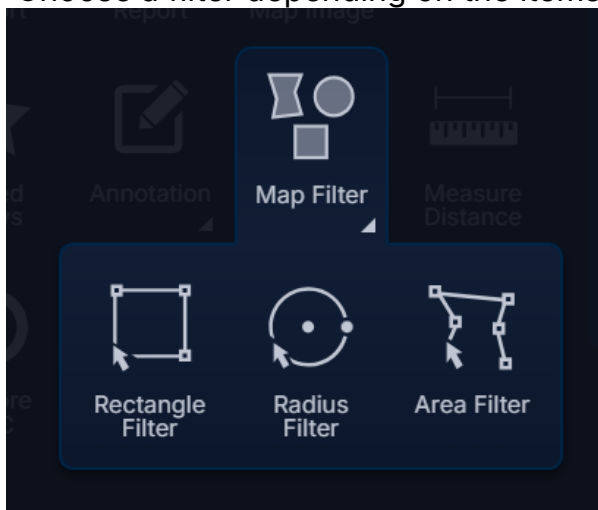 Choose a filter depending on the items
Report
Map Image
Annotation
Map Filter
Measure
Distance
Rectangle
Filter
Radius
Filter
Area Filter